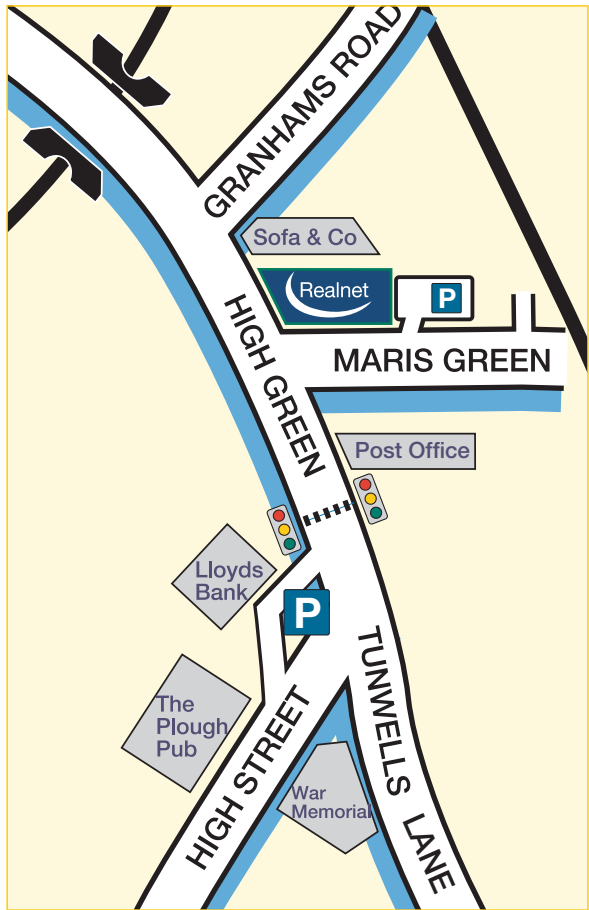 GRANHAMS ROAD
Sofa & Co
Realnet
P
HIGH GREEN
MARIS GREEN
Post Office
Lloyds
Bank
P
TUNWELLS LANE
The
Plough
Pub
HIGH STREET
War
Memorial